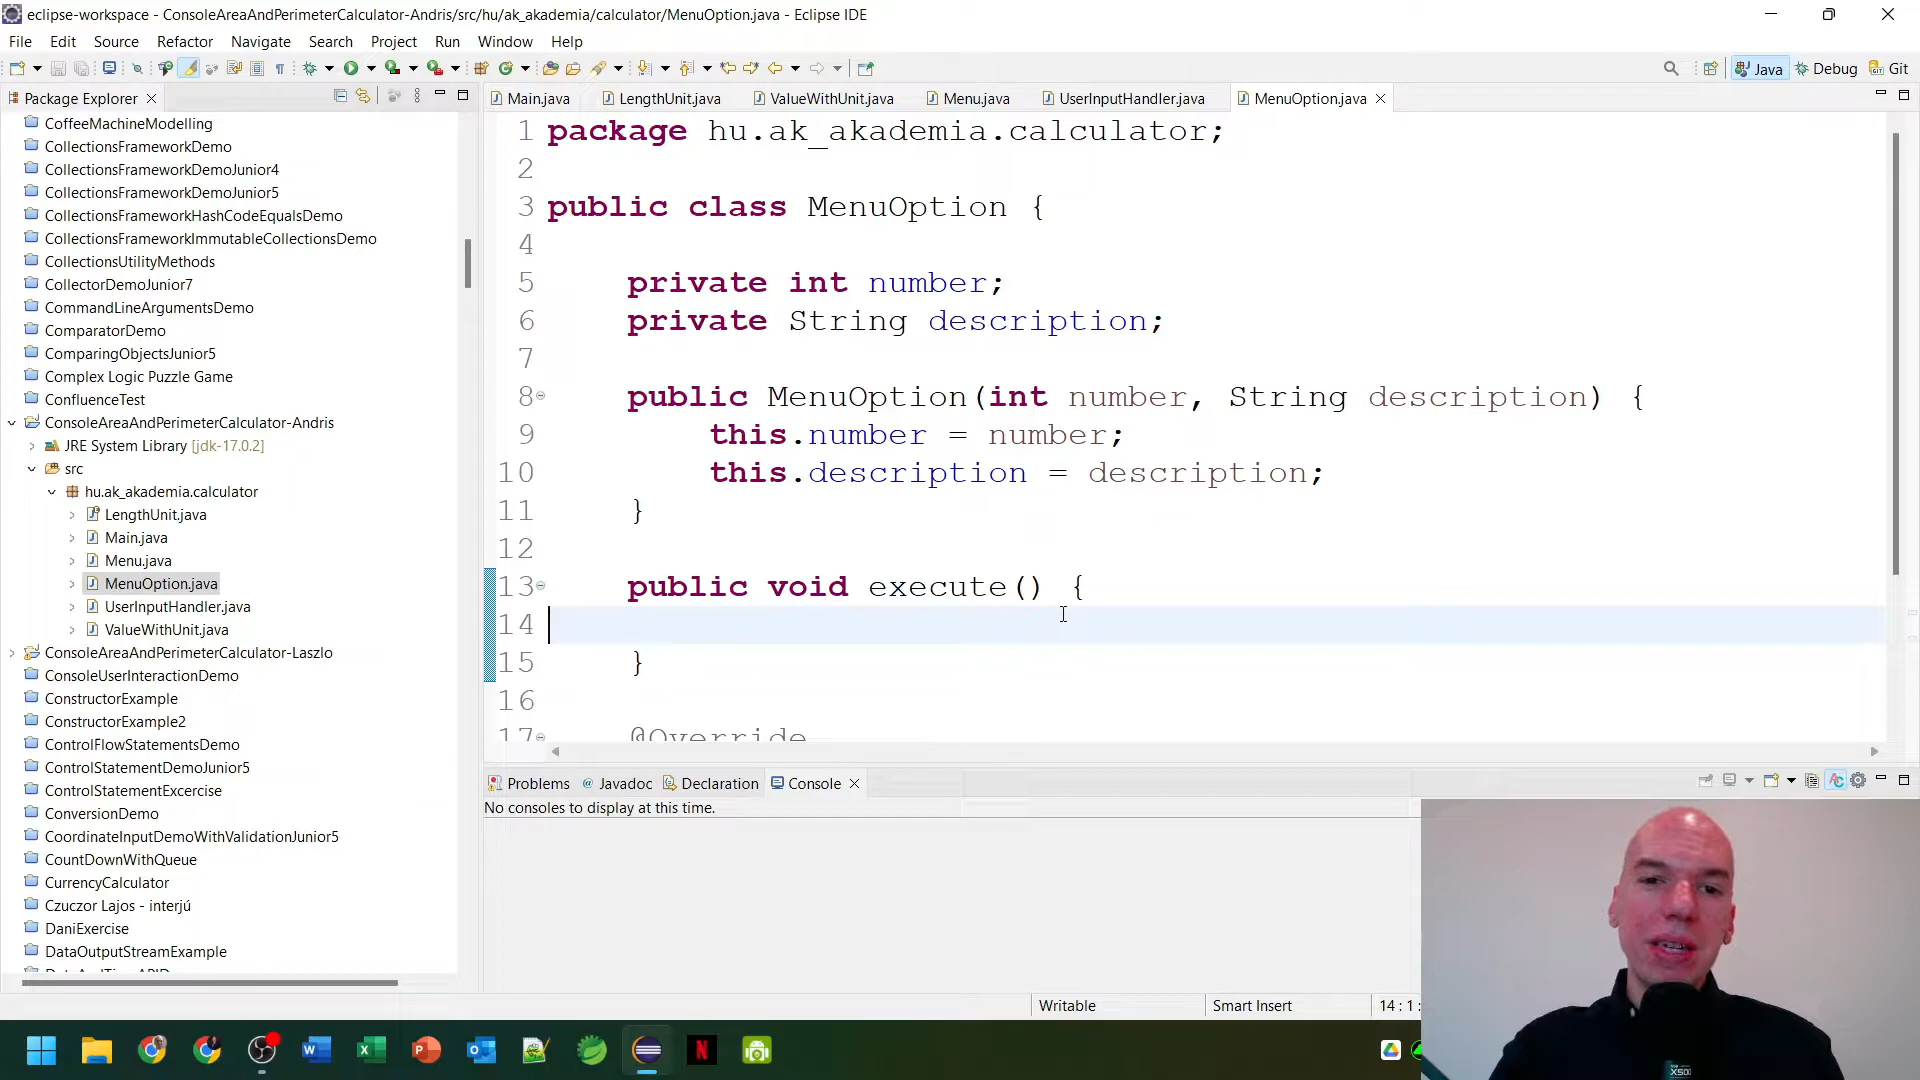 eclipse-workspace - ConsoleAreaAndPerimeterCalculator-Andris/src/hu/ak_akademia/calculator/MenuOption.java - Eclipse IDE
File Edit Source Refactor Navigate Search Project Run Window Help
Java Debug Git
Package Explorer
CoffeeMachineModelling
CollectionsFrameworkDemo
CollectionsFrameworkDemoJunior4
CollectionsFrameworkDemoJunior5
CollectionsFrameworkHashCodeEqualsDemo
CollectionsFrameworkImmutableCollectionsDemo
CollectionsUtilityMethods
CollectorDemoJunior7
CommandLineArgumentsDemo
ComparatorDemo
ComparingObjectsJunior5
Complex Logic Puzzle Game
ConfluenceTest
ConsoleAreaAndPerimeterCalculator-Andris
JRE System Library [jdk-17.0.2]
src
hu.ak_akademia.calculator
LengthUnit.java
Main.java
Menu.java
MenuOption.java
UserInputHandler.java
ValueWithUnit.java
ConsoleAreaAndPerimeterCalculator-Laszlo
ConsoleUserInteractionDemo
ConstructorExample
ConstructorExample2
ControlFlowStatementsDemo
ControlStatementDemoJunior5
ControlStatementExcercise
ConversionDemo
CoordinateInputDemoWithValidationJunior5
CountDownWithQueue
CurrencyCalculator
Czuczor Lajos - interjú
DaniExercise
DataOutputStreamExample
Main.java LengthUnit.java ValueWithUnit.java Menu.java UserInputHandler.java MenuOption.java
1 package hu.ak_akademia.calculator;
2
3 public class MenuOption {
4
5 private int number;
6 private String description;
7
8 public MenuOption(int number, String description) {
9 this.number = number;
10 this.description = description;
11 }
12
13 public void execute() {
14
15 }
16
17 @Override
Problems Javadoc Declaration Console
No consoles to display at this time.
Writable Smart Insert 14 : 1 :